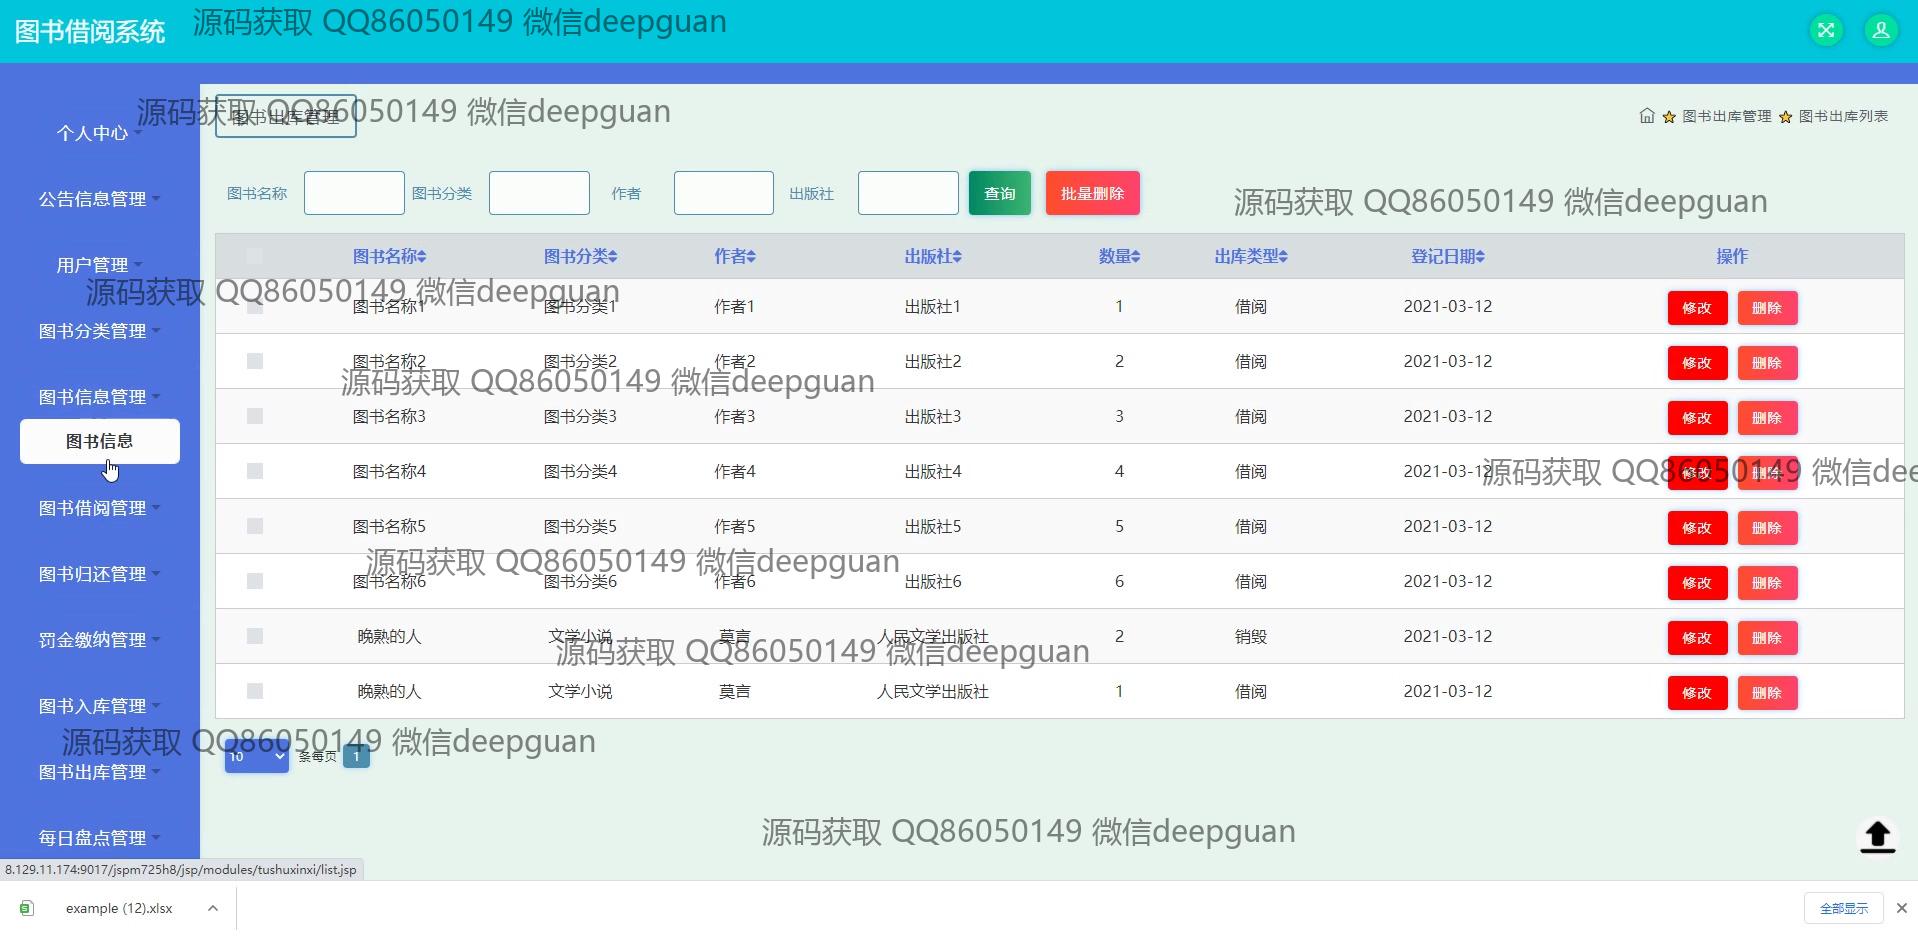 图书借阅系统
源码获取 QQ86050149 微信deepguan
源码获取 QQ86050149 微信deepguan
图书出库管理
图书出库管理 图书出库列表
个人中心
公告信息管理
用户管理
图书分类管理
图书信息管理
图书信息
图书借阅管理
图书归还管理
罚金缴纳管理
图书入库管理
图书出库管理
每日盘点管理
图书名称 图书分类 作者 出版社 查询 批量删除
源码获取 QQ86050149 微信deepguan
图书名称 图书分类 作者 出版社 数量 出库类型 登记日期 操作
源码获取 QQ86050149 微信deepguan
图书名称1 图书分类1 作者1 出版社1 1 借阅 2021-03-12 修改 删除
图书名称2 图书分类2 作者2 出版社2 2 借阅 2021-03-12 修改 删除
源码获取 QQ86050149 微信deepguan
图书名称3 图书分类3 作者3 出版社3 3 借阅 2021-03-12 修改 删除
图书名称4 图书分类4 作者4 出版社4 4 借阅 2021-03-12 修改 删除
源码获取 QQ86050149 微信dee
图书名称5 图书分类5 作者5 出版社5 5 借阅 2021-03-12 修改 删除
源码获取 QQ86050149 微信deepguan
图书名称6 图书分类6 作者6 出版社6 6 借阅 2021-03-12 修改 删除
晚熟的人 文学小说 莫言 人民文学出版社 2 销毁 2021-03-12 修改 删除
源码获取 QQ86050149 微信deepguan
晚熟的人 文学小说 莫言 人民文学出版社 1 借阅 2021-03-12 修改 删除
源码获取 QQ86050149 微信deepguan
10 条每页 1
源码获取 QQ86050149 微信deepguan
8.129.11.174:9017/jspm725h8/jsp/modules/tushuxinxi/list.jsp
example (12).xlsx
全部显示